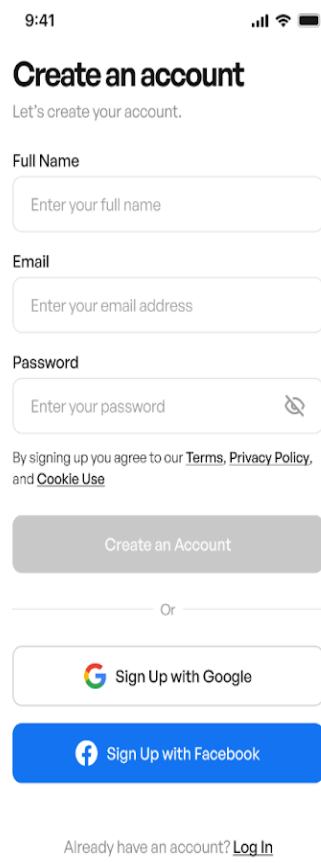 9:41
Create an account
Let's create your account.
Full Name
Enter your full name
Email
Enter your email address
Password
Enter your password
By signing up you agree to our Terms, Privacy Policy,
and Cookie Use
Create an Account
Or
Sign Up with Google
Sign Up with Facebook
Already have an account? Log In